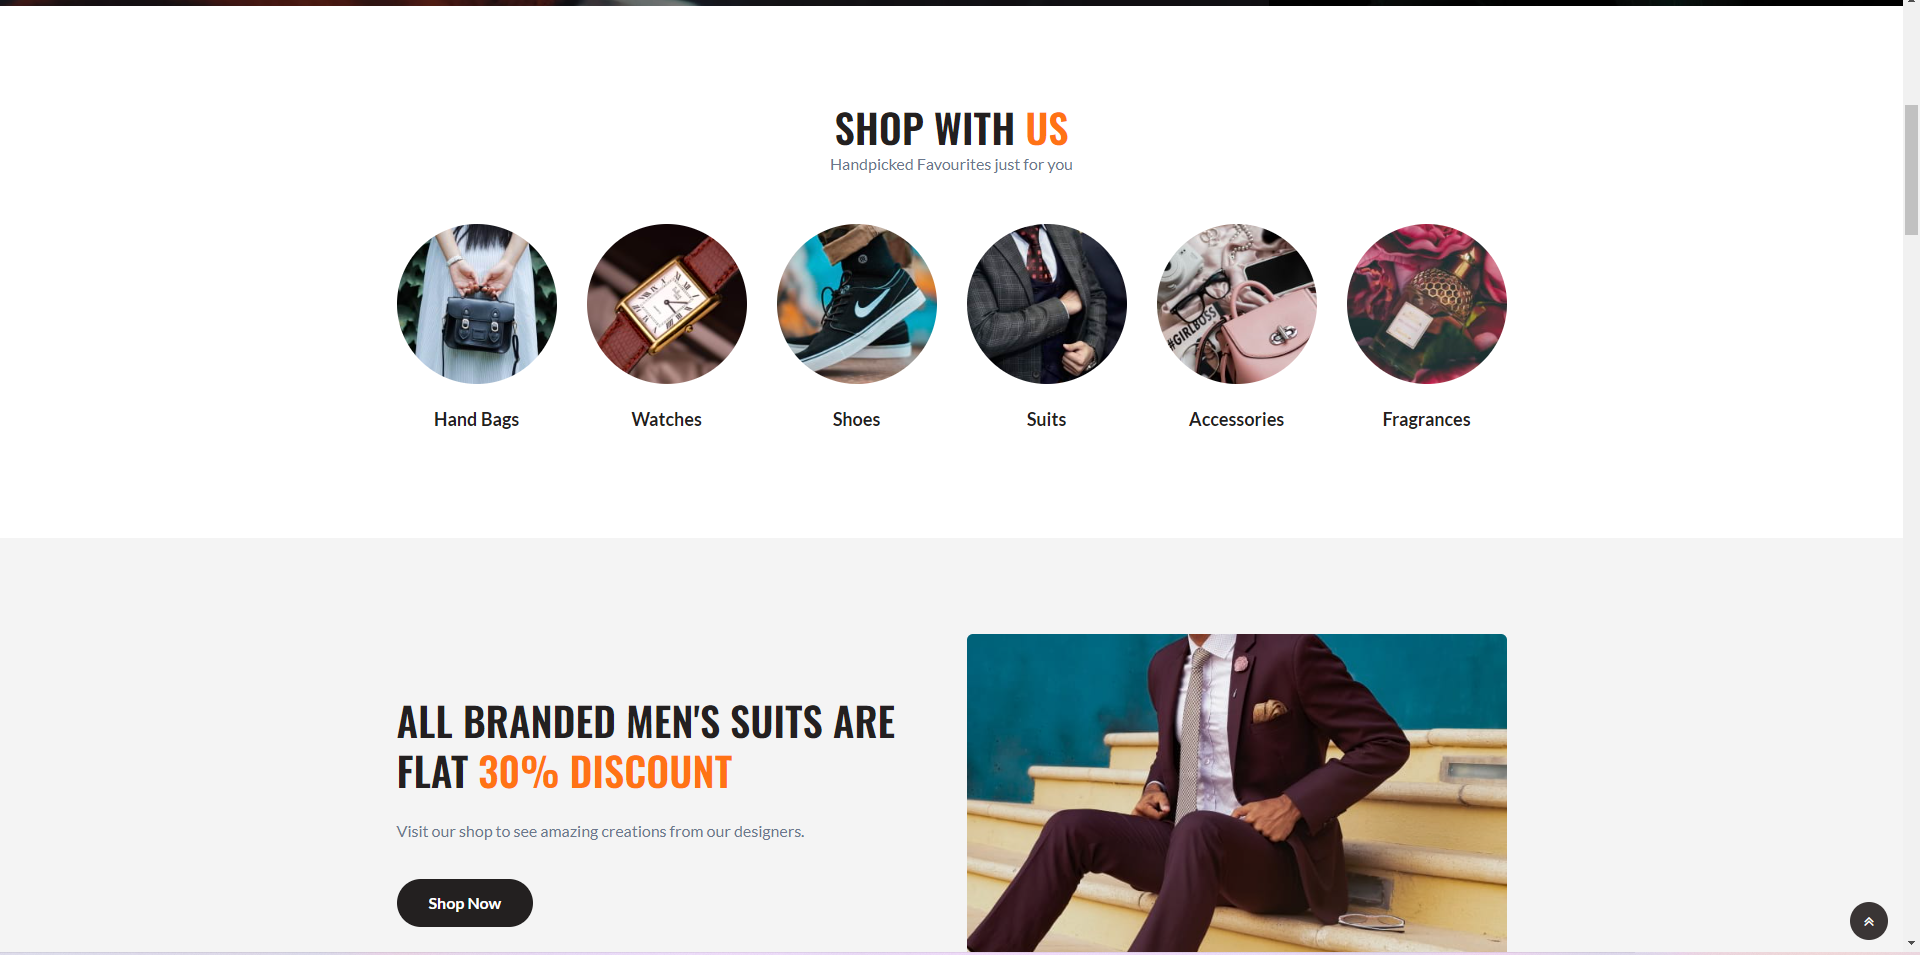 SHOP WITH US
Handpicked Favourites just for you
#GIRLBOSS
Hand Bags
Watches
Shoes
Suits
Accessories
Fragrances
ALL BRANDED MEN'S SUITS ARE
FLAT 30% DISCOUNT
Visit our shop to see amazing creations from our designers.
Shop Now